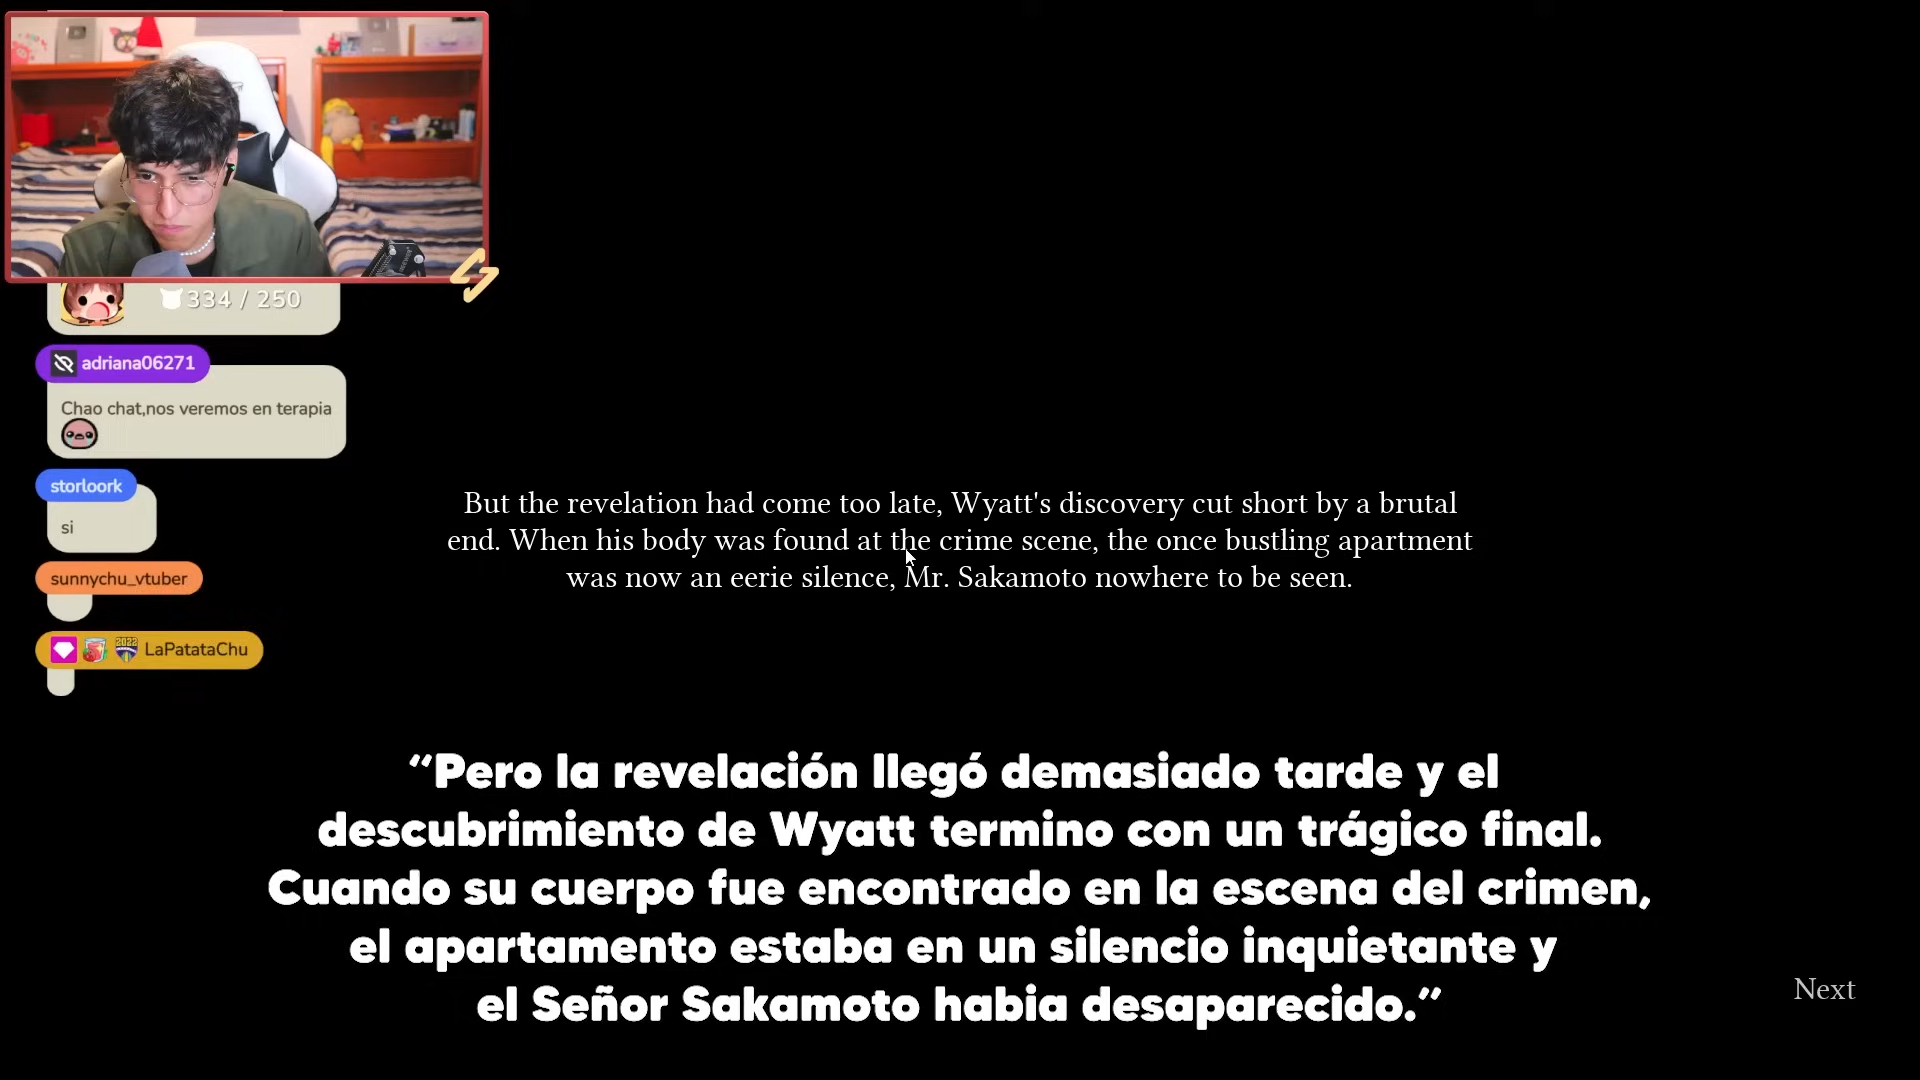 334 / 250
adriana06271
Chao chat,nos veremos en terapia
storloork
si
sunnychu_vtuber
2022 LaPatataChu
But the revelation had come too late, Wyatt's discovery cut short by a brutal
end. When his body was found at the crime scene, the once bustling apartment
was now an eerie silence, Mr. Sakamoto nowhere to be seen.
“Pero la revelación llegó demasiado tarde y el
descubrimiento de Wyatt termino con un trágico final.
Cuando su cuerpo fue encontrado en la escena del crimen,
el apartamento estaba en un silencio inquietante y
el Señor Sakamoto habia desaparecido.”
Next